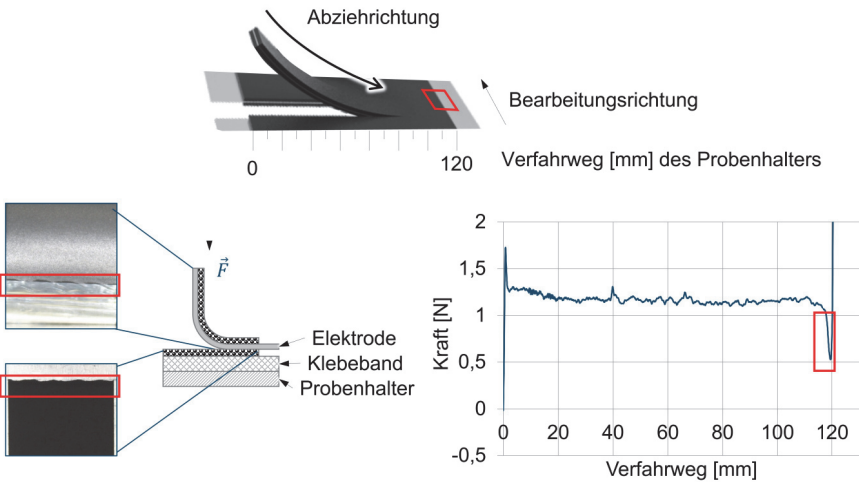 Abziehrichtung
Bearbeitungsrichtung
0
120
Verfahrweg [mm] des Probenhalters
F
Elektrode
Klebeband
Probenhalter
Kraft [N]
2
1,5
1
0,5
0
-0,5
0 20 40 60 80 100 120
Verfahrweg [mm]